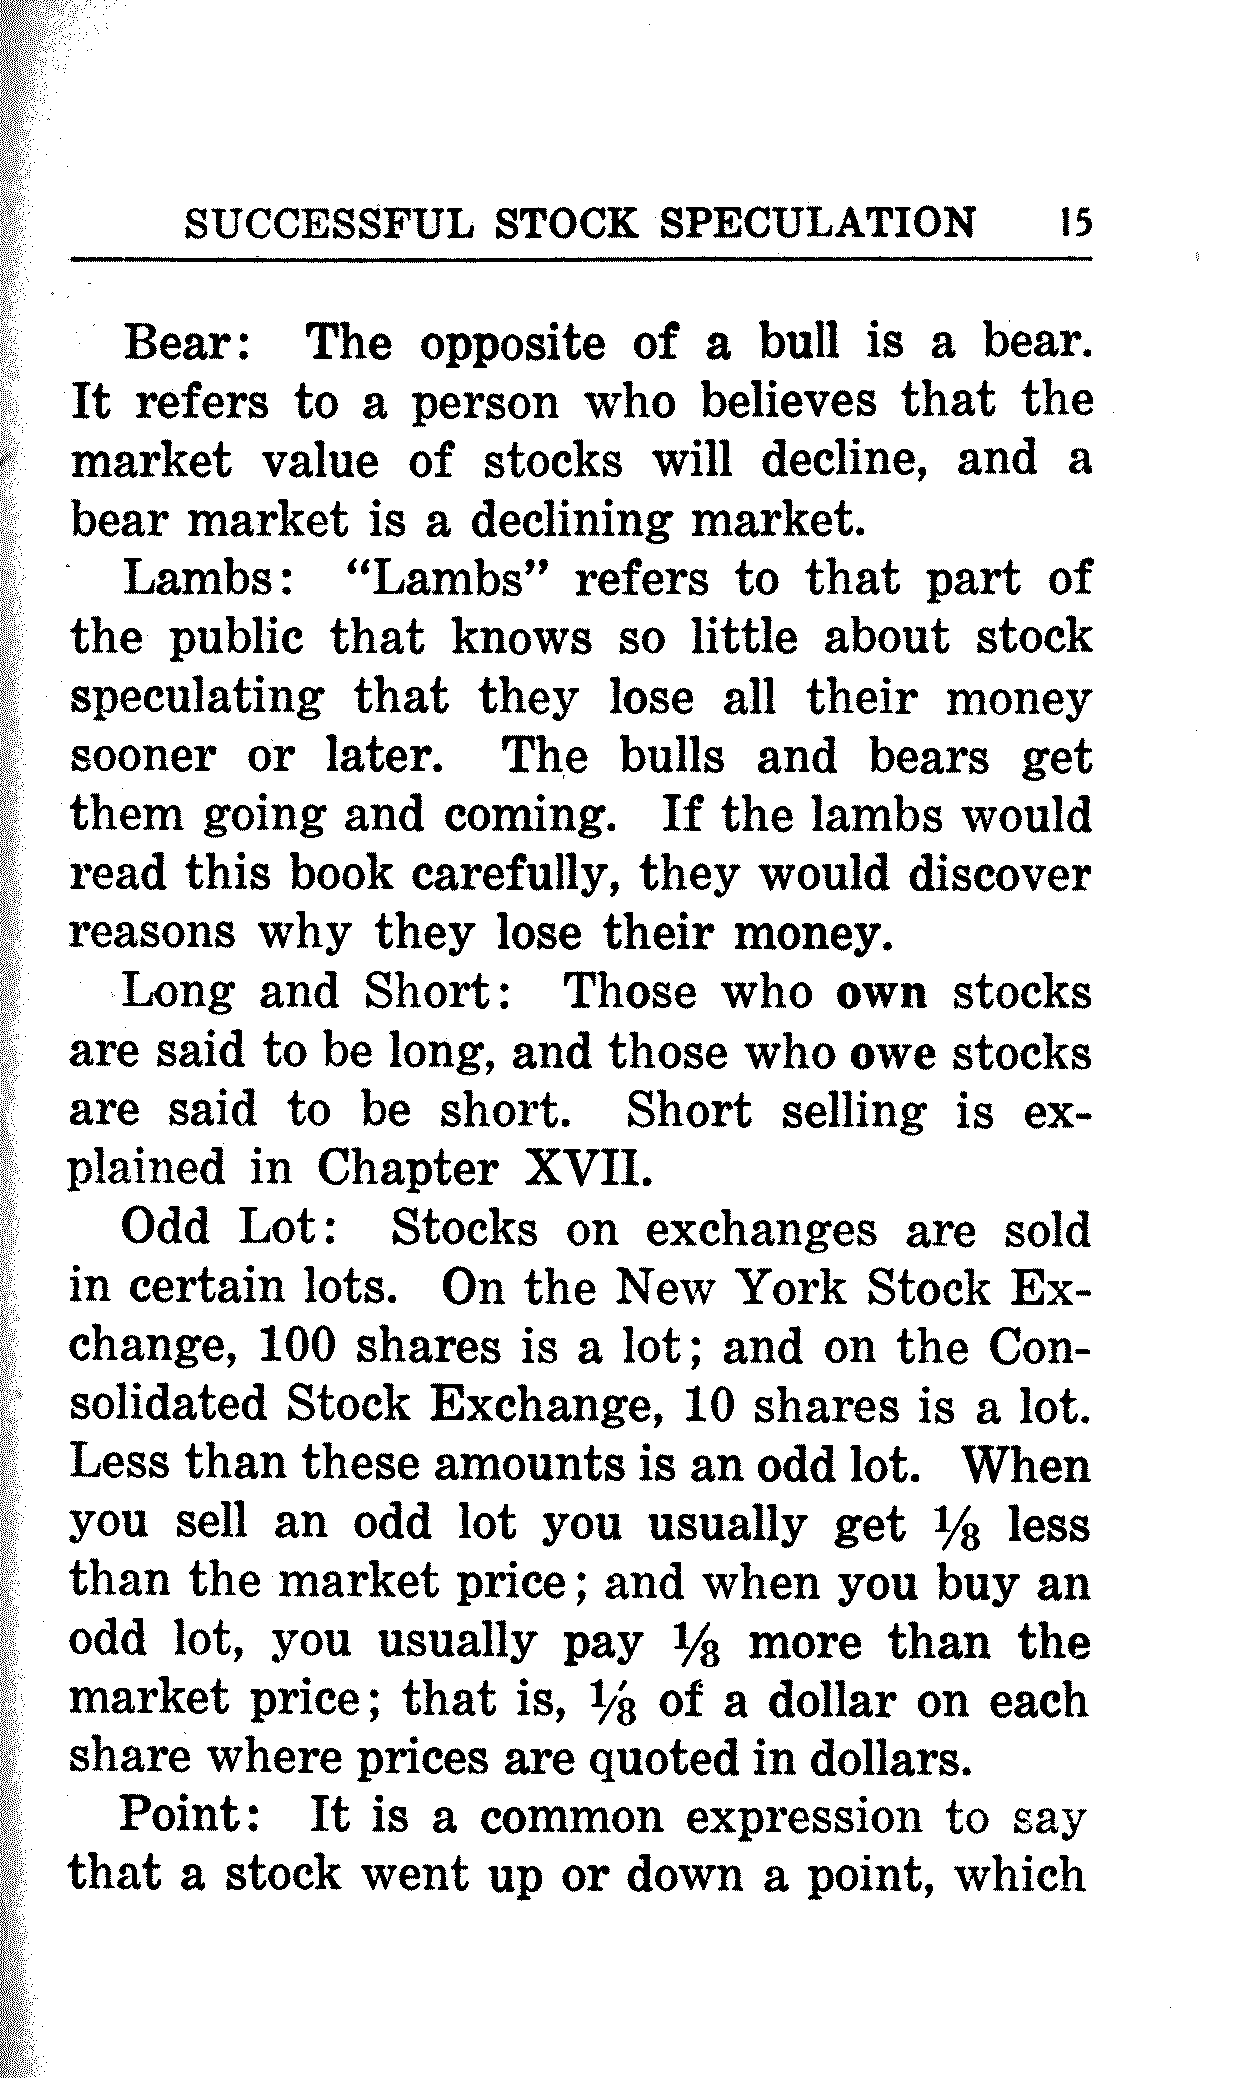 SUCCESSFUL STOCK SPECULATION 15
Bear: The opposite of a bull is a bear.
It refers to a person who believes that the
market value of stocks will decline, and a
bear market is a declining market.
Lambs: “Lambs” refers to that part of
the public that knows so little about stock
speculating that they lose all their money
sooner or later. The bulls and bears get
them going and coming. If the lambs would
read this book carefully, they would discover
reasons why they lose their money.
Long and Short: Those who own stocks
are said to be long, and those who owe stocks
are said to be short. Short selling is ex-
plained in Chapter XVII.
Odd Lot: Stocks on exchanges are sold
in certain lots. On the New York Stock Ex-
change, 100 shares is a lot; and on the Con-
solidated Stock Exchange, 10 shares is a lot.
Less than these amounts is an odd lot. When
you sell an odd lot you usually get ⅛ less
than the market price; and when you buy an
odd lot, you usually pay ⅛ more than the
market price; that is, ⅛ of a dollar on each
share where prices are quoted in dollars.
Point: It is a common expression to say
that a stock went up or down a point, which